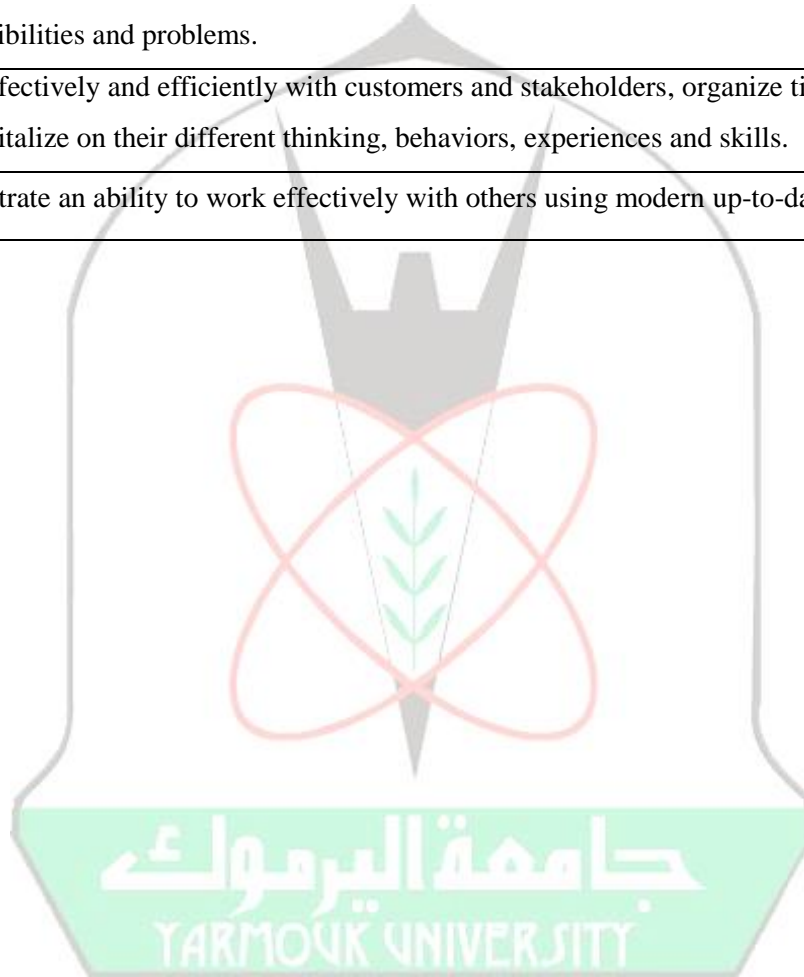 ibilities and problems.
fectively and efficiently with customers and stakeholders, organize ti
italize on their different thinking, behaviors, experiences and skills.
trate an ability to work effectively with others using modern up-to-da
جامعة اليرموك
YARMOUK UNIVERSITY